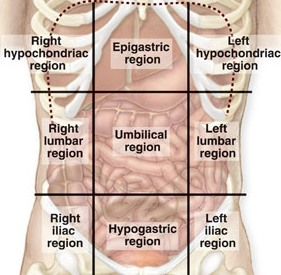 Right
hypochondriac
region
Epigastric
region
Left
hypochondriac
region
Right
lumbar
region
Umbilical
region
Left
lumbar
region
Right
iliac
region
Hypogastric
region
Left
iliac
region